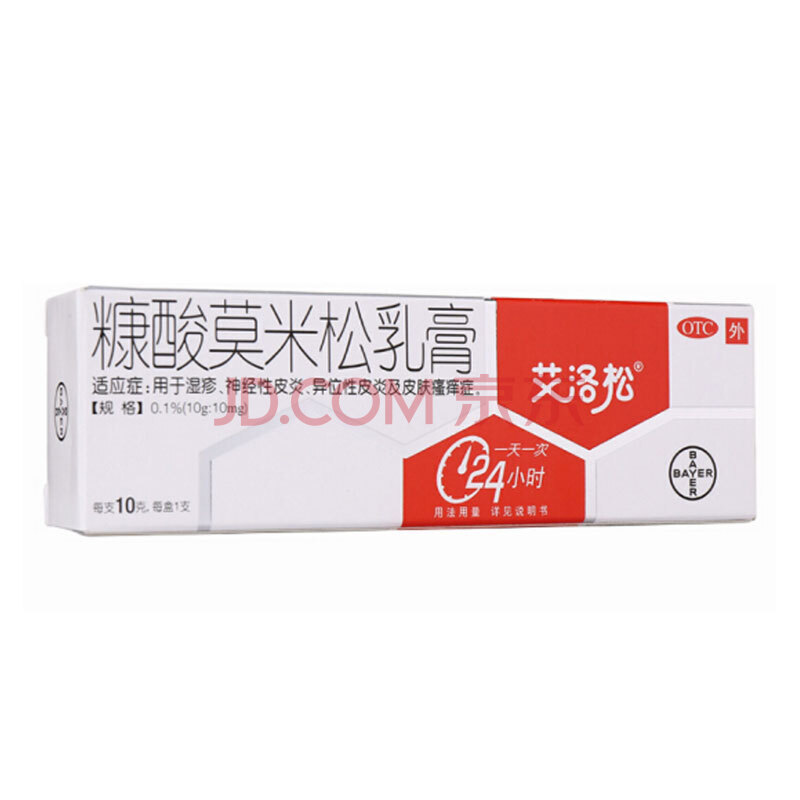 糠酸莫米松乳膏
适应症:用于湿疹、神经性皮炎、异位性皮炎及皮肤瘙痒症。
【规 格】0.1%(10g:10mg)
每支10克,每盒1支
OTC 外
艾洛松®
一天一次
24小时
用法用量 详见说明书
BAYER
BAYER
JD.COM 京东